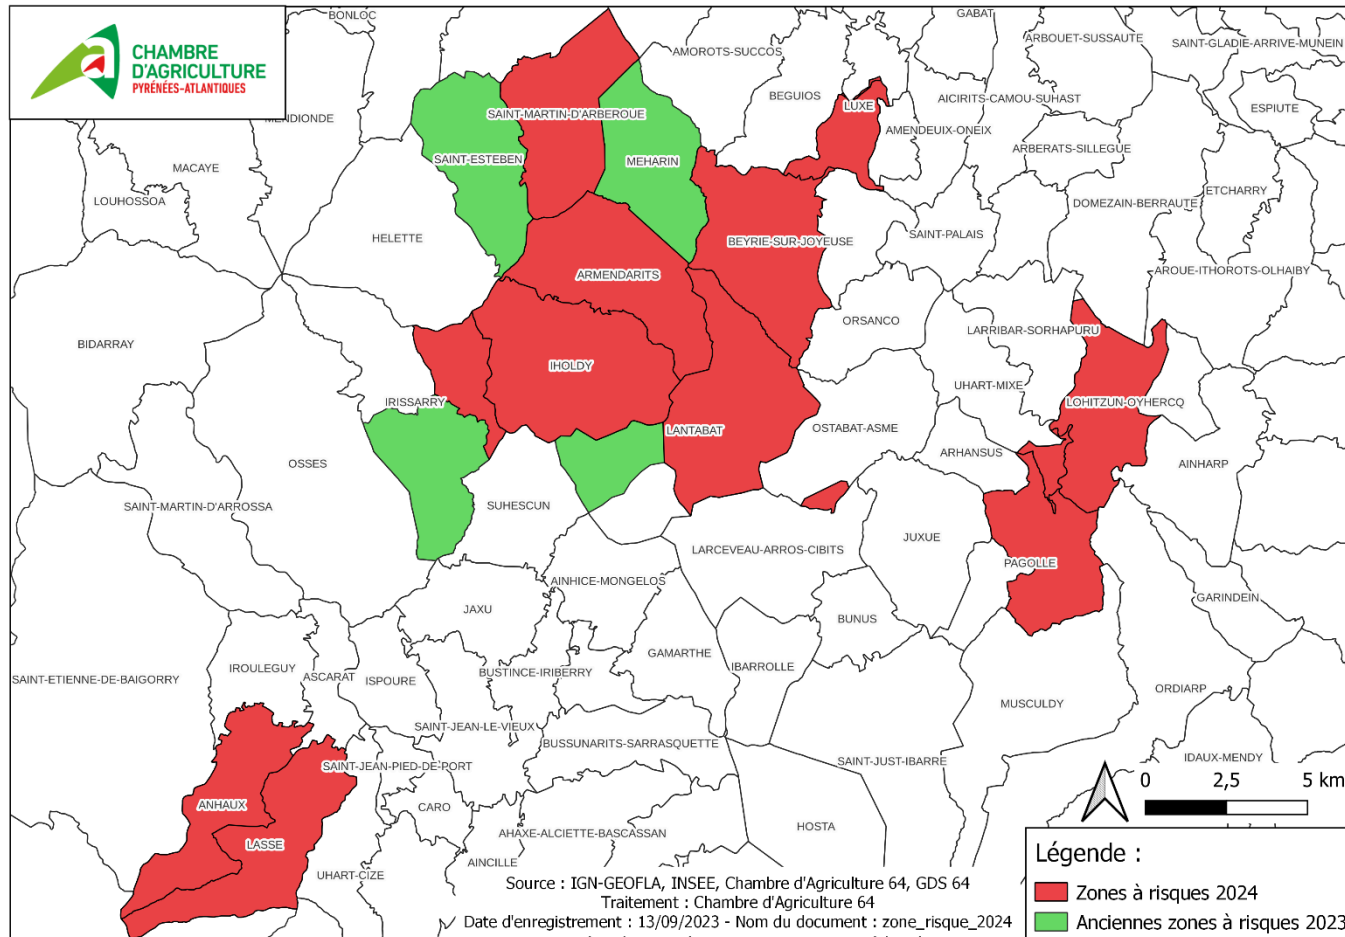 BONLOC
GABAT
CHAMBRE
D'AGRICULTURE
PYRÉNÉES-ATLANTIQUES
AMOROTS-SUCCOS
ARBOUET-SUSSAUTE
SAINT-GLADIE-ARRIVE-MUNEIN
BEGUIOS
LUXE
AICIRITS-CAMOU-SUHAST
ESPIUTE
MENDIONDE
SAINT-MARTIN-D'ARBEROUE
AMENDEUIX-ONEIX
ARBERATS-SILLEGUE
MACAYE
SAINT-ESTEBEN
MEHARIN
ETCHARRY
LOUHOSSOA
DOMEZAIN-BERRAUTE
HELETTE
BEYRIE-SUR-JOYEUSE
SAINT-PALAIS
ARMENDARITS
AROUE-ITHOROTS-OLHAIBY
BIDARRAY
ORSANCO
LARRIBAR-SORHAPURU
IHOLDY
UHART-MIXE
IRISSARRY
LOHITZUN-OYHERCQ
LANTABAT
OSTABAT-ASME
ARHANSUS
AINHARP
OSSES
SAINT-MARTIN-D'ARROSSA
SUHESCUN
JUXUE
LARCEVEAU-ARROS-CIBITS
PAGOLLE
AINHICE-MONGELOS
GARINDEIN
JAXU
BUNUS
GAMARTHE
IBARROLLE
SAINT-ETIENNE-DE-BAIGORRY
IROULEGUY
ASCARAT
ISPOURE
BUSTINCE-IRIBERRY
ORDIARP
MUSCULDY
SAINT-JEAN-LE-VIEUX
BUSSUNARITS-SARRASQUETTE
SAINT-JUST-IBARRE
IDAUX-MENDY
SAINT-JEAN-PIED-DE-PORT
0 2,5 5 km
ANHAUX
CARO
HOSTA
LASSE
AHAXE-ALCIETTE-BASCASSAN
AINCILLE
UHART-CIZE
Légende :
Zones à risques 2024
Anciennes zones à risques 2023
Source : IGN-GEOFLA, INSEE, Chambre d'Agriculture 64, GDS 64
Traitement : Chambre d'Agriculture 64
Date d'enregistrement : 13/09/2023 - Nom du document : zone_risque_2024